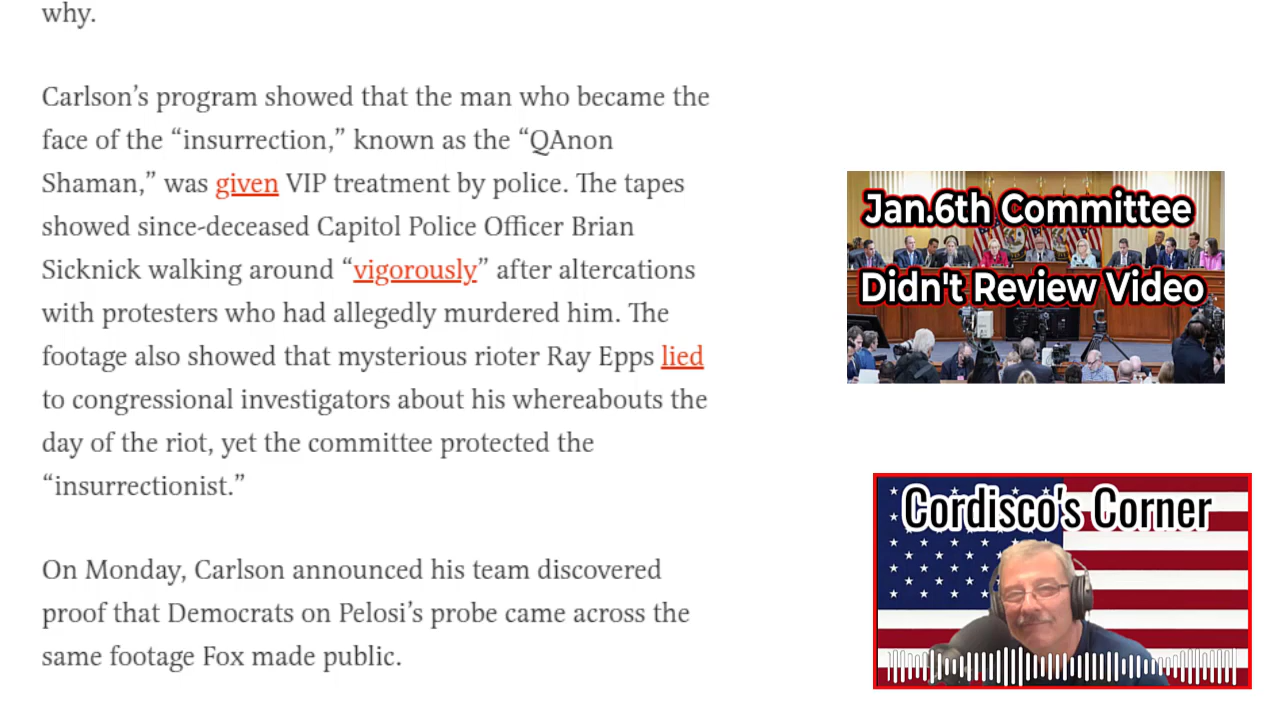 why.
Carlson’s program showed that the man who became the
face of the “insurrection,” known as the “QAnon
Shaman,” was given VIP treatment by police. The tapes
showed since-deceased Capitol Police Officer Brian
Sicknick walking around “vigorously” after altercations
with protesters who had allegedly murdered him. The
footage also showed that mysterious rioter Ray Epps lied
to congressional investigators about his whereabouts the
day of the riot, yet the committee protected the
“insurrectionist.”
On Monday, Carlson announced his team discovered
proof that Democrats on Pelosi’s probe came across the
same footage Fox made public.
Jan.6th Committee
Didn't Review Video
Cordisco's Corner